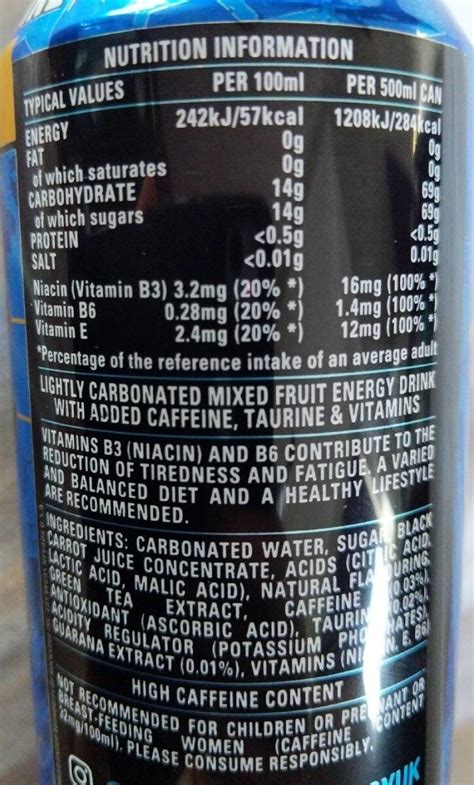 NUTRITION INFORMATION
TYPICAL VALUES PER 100ml PER 500ml CAN
ENERGY 242kJ/57kcal 1208kJ/284kcal
FAT 0g 0g
of which saturates 0g 0g
CARBOHYDRATE 14g 69g
of which sugars 14g 69g
PROTEIN <0.5g <0.5g
SALT <0.01g 0.01g
Niacin (Vitamin B3) 3.2mg (20% *) 16mg (100% *)
Vitamin B6 0.28mg (20% *) 1.4mg (100% *)
Vitamin E 2.4mg (20% *) 12mg (100% *)
*Percentage of the reference intake of an average adult
LIGHTLY CARBONATED MIXED FRUIT ENERGY DRINK
WITH ADDED CAFFEINE, TAURINE & VITAMINS
VITAMINS B3 (NIACIN) AND B6 CONTRIBUTE TO THE
REDUCTION OF TIREDNESS AND FATIGUE. A VARIED
AND BALANCED DIET AND A HEALTHY LIFESTYLE
ARE RECOMMENDED.
INGREDIENTS: CARBONATED WATER, SUGAR, BLACK
CARROT JUICE CONCENTRATE, ACIDS (CITRIC ACID,
LACTIC ACID, MALIC ACID), NATURAL FLAVOURING,
GREEN TEA EXTRACT, CAFFEINE (0.03%),
ANTIOXIDANT (ASCORBIC ACID), TAURINE (0.02%),
ACIDITY REGULATOR (POTASSIUM PHOSPHATES),
GUARANA EXTRACT (0.01%), VITAMINS (NIACIN, E, B6)
HIGH CAFFEINE CONTENT
NOT RECOMMENDED FOR CHILDREN OR PREGNANT OR
BREAST-FEEDING WOMEN (CAFFEINE CONTENT
32mg/100ml), PLEASE CONSUME RESPONSIBLY.